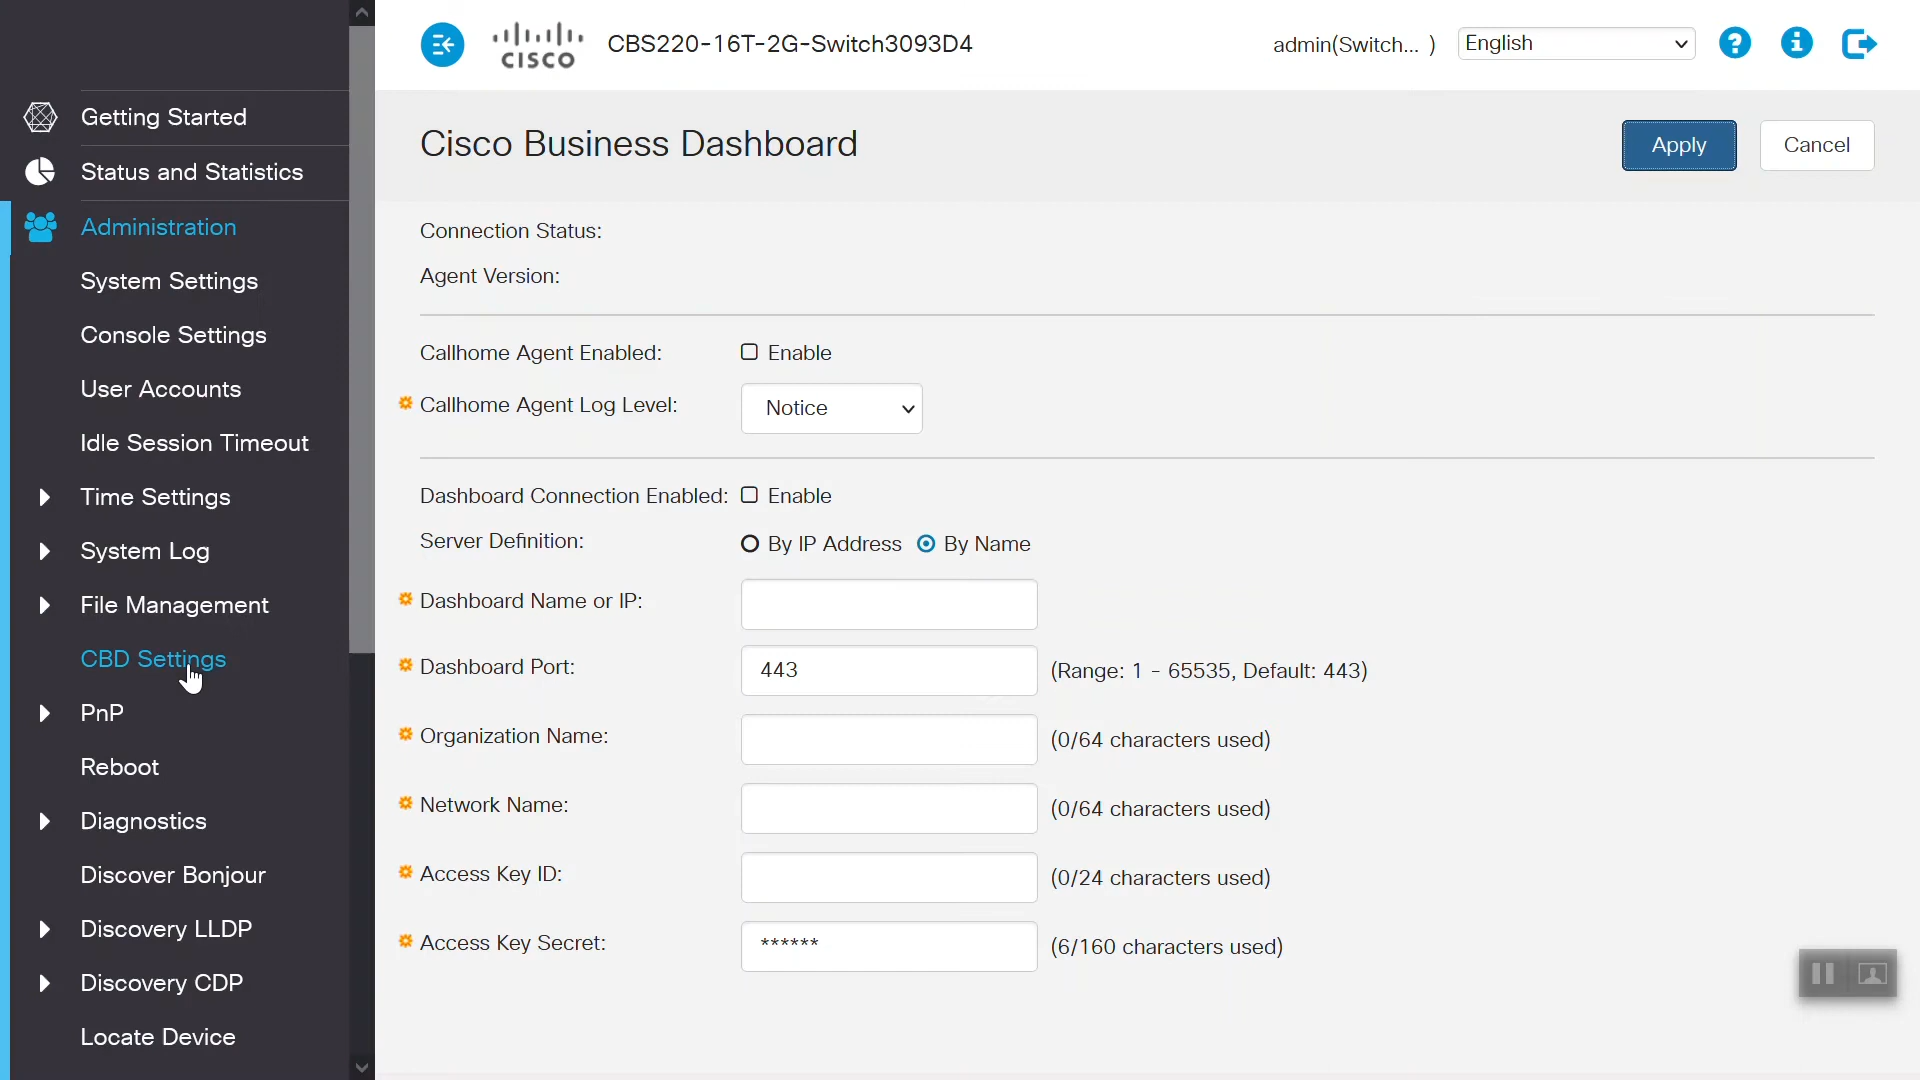 CISCO
CBS220-16T-2G-Switch3093D4
admin(Switch... )
English
Getting Started
Status and Statistics
Administration
System Settings
Console Settings
User Accounts
Idle Session Timeout
Time Settings
System Log
File Management
CBD Settings
PnP
Reboot
Diagnostics
Discover Bonjour
Discovery LLDP
Discovery CDP
Locate Device
Cisco Business Dashboard
Apply
Cancel
Connection Status:
Agent Version:
Callhome Agent Enabled: Enable
Callhome Agent Log Level: Notice
Dashboard Connection Enabled: Enable
Server Definition: By IP Address By Name
Dashboard Name or IP:
Dashboard Port: 443 (Range: 1 - 65535, Default: 443)
Organization Name: (0/64 characters used)
Network Name: (0/64 characters used)
Access Key ID: (0/24 characters used)
Access Key Secret: ****** (6/160 characters used)